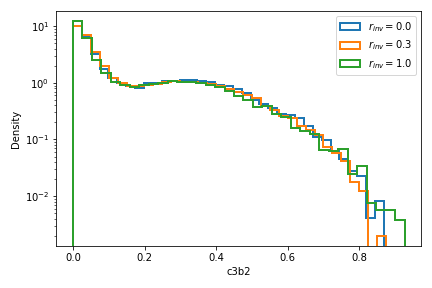 r_inv = 0.0
r_inv = 0.3
r_inv = 1.0
10¹
10⁰
10⁻¹
10⁻²
Density
0.0 0.2 0.4 0.6 0.8
c3b2